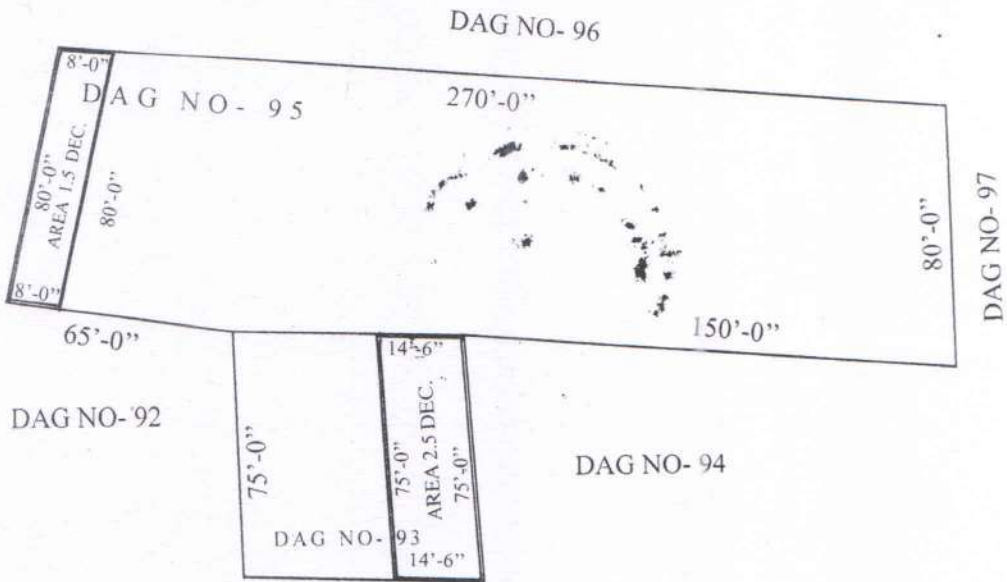 DAG NO- 96
8'-0”
DAG NO- 95
270'-0”
80'-0”
AREA 1.5 DEC.
80'-0”
80'-0”
DAG NO- 97
8'-0”
65'-0”
150'-0”
14'-6”
DAG NO- 92
75'-0”
75'-0”
AREA 2.5 DEC.
75'-0”
DAG NO- 94
DAG NO- 93
14'-6”